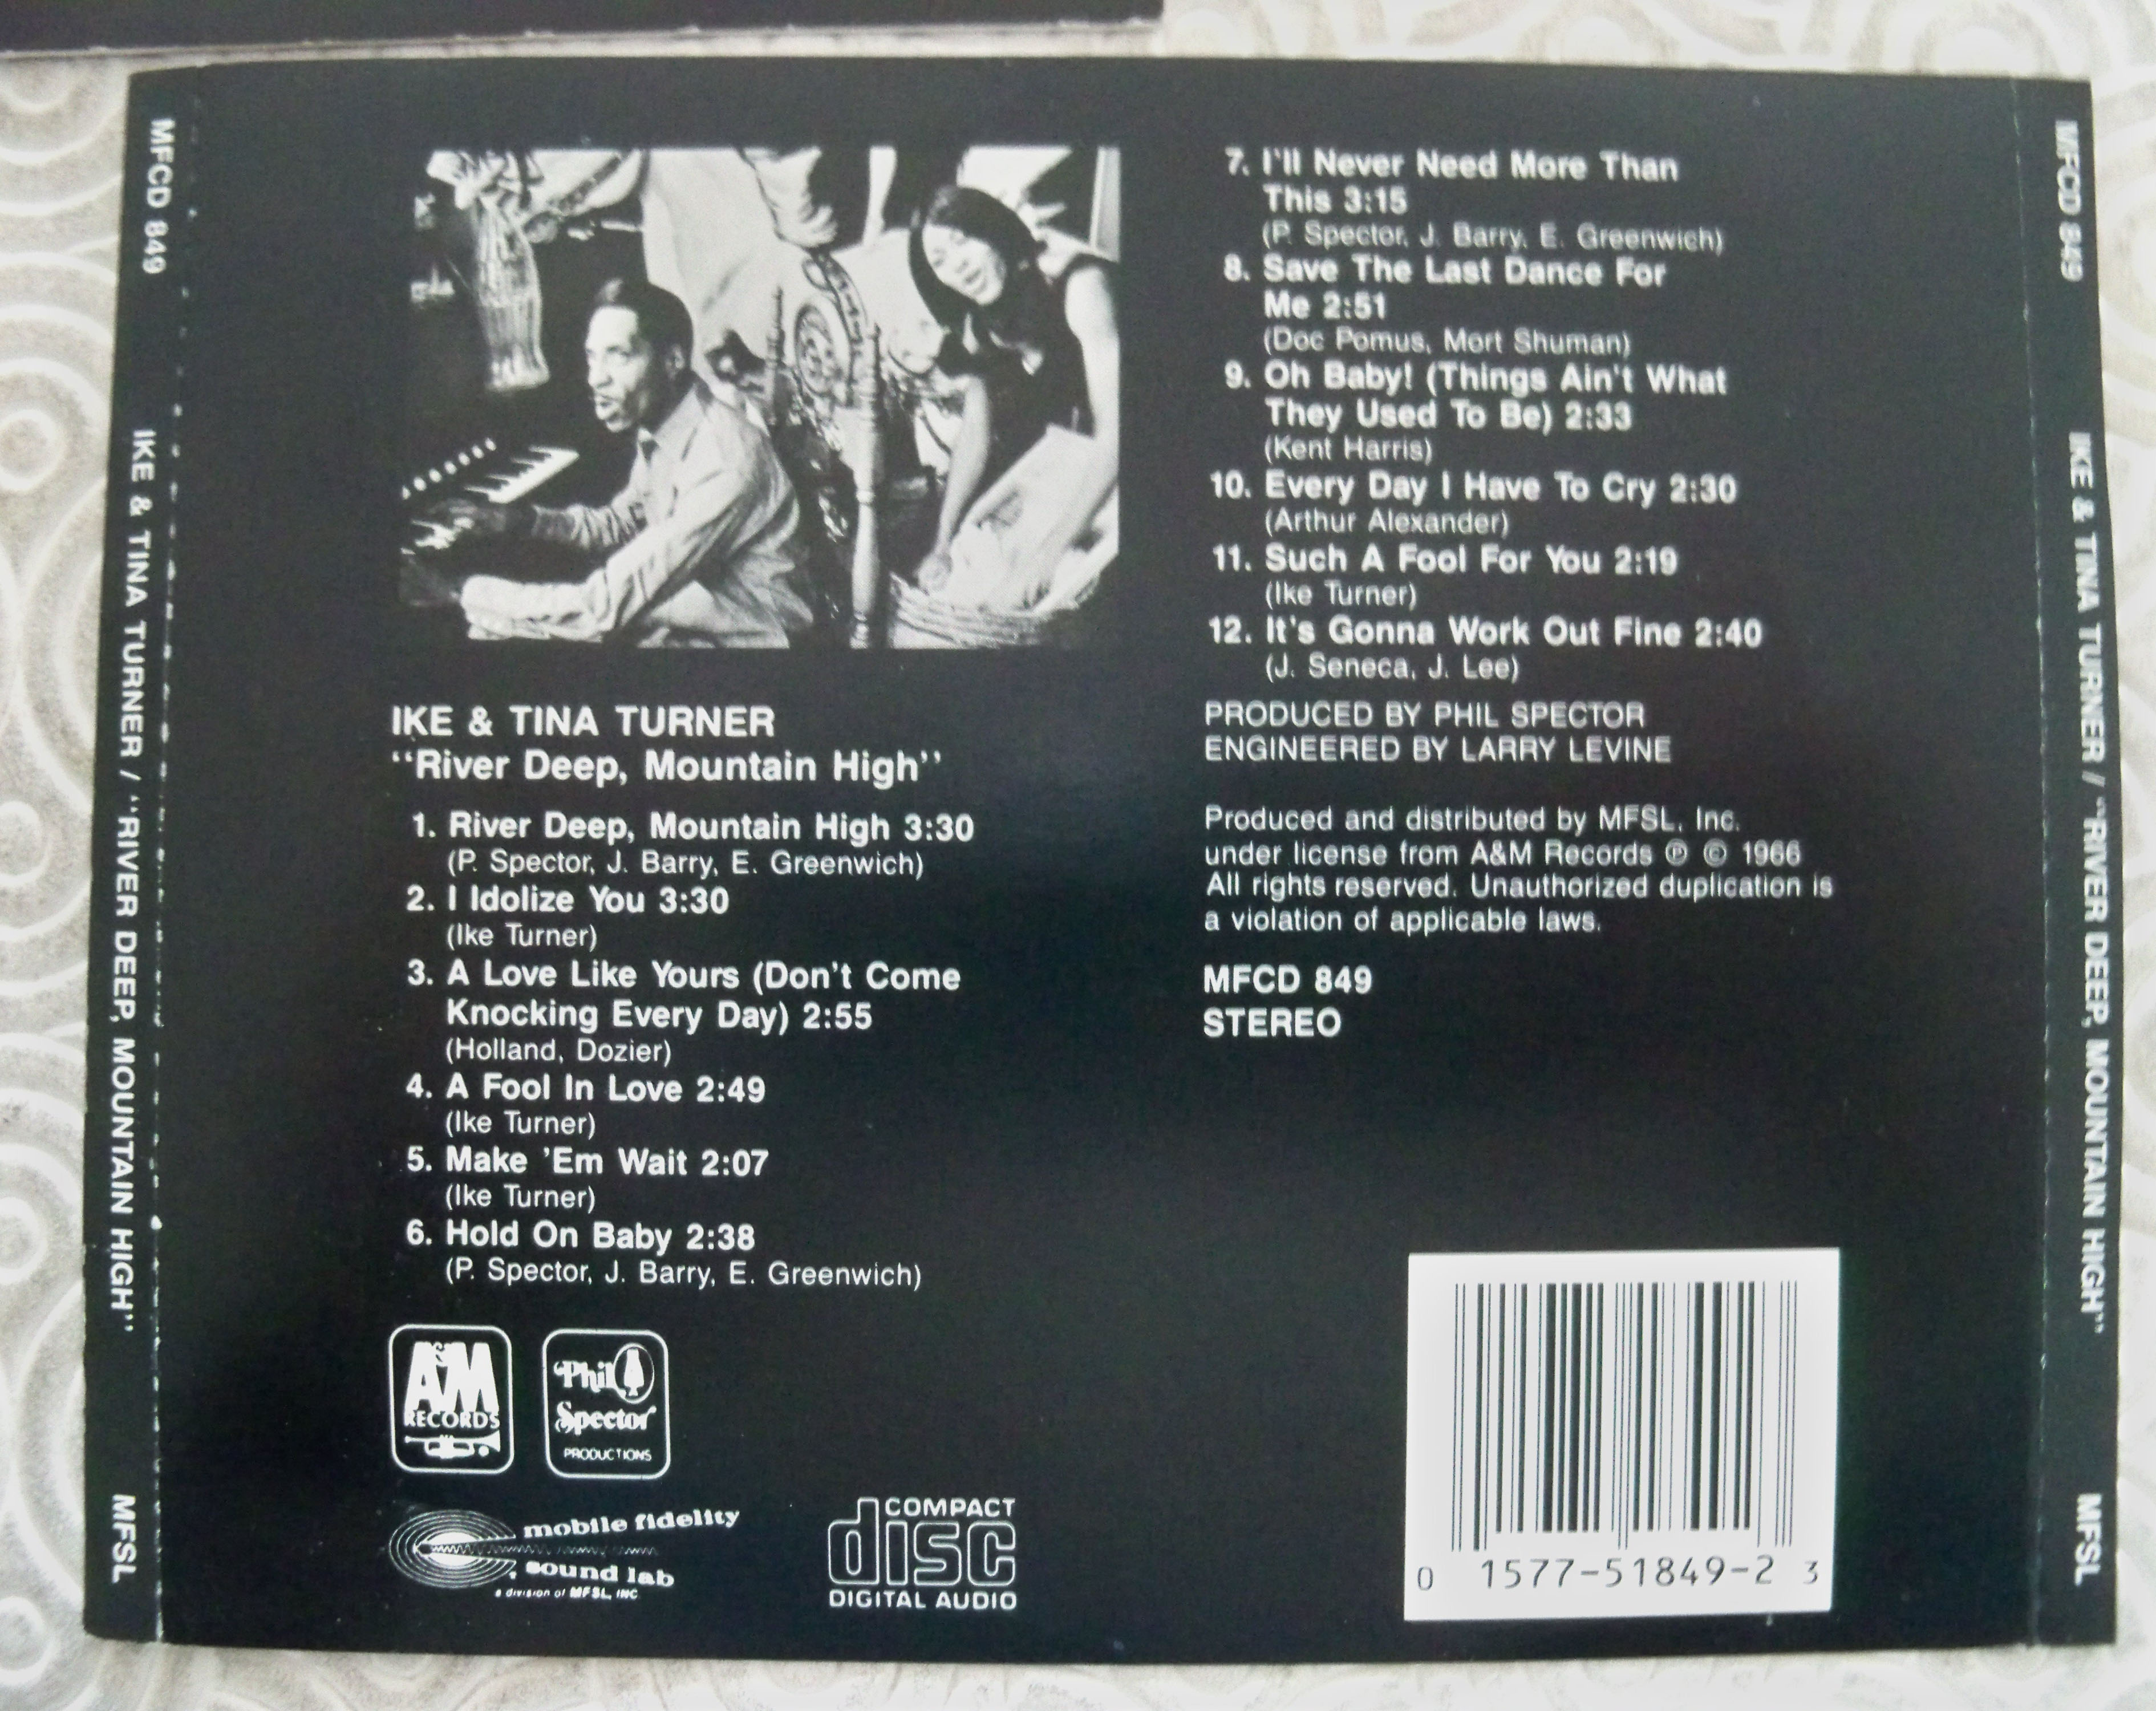 MFCD 849
IKE & TINA TURNER / "RIVER DEEP, MOUNTAIN HIGH"
MFSL
IKE & TINA TURNER
"River Deep, Mountain High"
1. River Deep, Mountain High 3:30
(P. Spector, J. Barry, E. Greenwich)
2. I Idolize You 3:30
(Ike Turner)
3. A Love Like Yours (Don't Come
Knocking Every Day) 2:55
(Holland, Dozier)
4. A Fool In Love 2:49
(Ike Turner)
5. Make 'Em Wait 2:07
(Ike Turner)
6. Hold On Baby 2:38
(P. Spector, J. Barry, E. Greenwich)
A&M
RECORDS
Phil
Spector
PRODUCTIONS
mobile fidelity
sound lab
a division of MFSL, INC
COMPACT
disc
DIGITAL AUDIO
7. I'll Never Need More Than
This 3:15
(P. Spector, J. Barry, E. Greenwich)
8. Save The Last Dance For
Me 2:51
(Doc Pomus, Mort Shuman)
9. Oh Baby! (Things Ain't What
They Used To Be) 2:33
(Kent Harris)
10. Every Day I Have To Cry 2:30
(Arthur Alexander)
11. Such A Fool For You 2:19
(Ike Turner)
12. It's Gonna Work Out Fine 2:40
(J. Seneca, J. Lee)
PRODUCED BY PHIL SPECTOR
ENGINEERED BY LARRY LEVINE
Produced and distributed by MFSL, Inc.
under license from A&M Records ℗ © 1966
All rights reserved. Unauthorized duplication is
a violation of applicable laws.
MFCD 849
STEREO
0 1577-51849-2 3
MFCD 849
IKE & TINA TURNER / "RIVER DEEP, MOUNTAIN HIGH"
MFSL